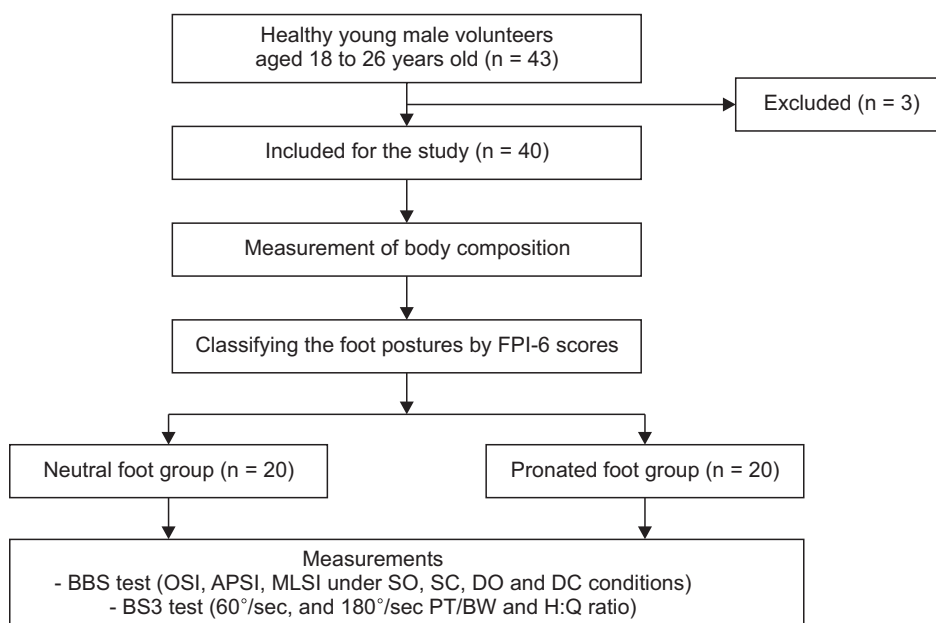 Healthy young male volunteers
aged 18 to 26 years old (n = 43)
Excluded (n = 3)
Included for the study (n = 40)
Measurement of body composition
Classifying the foot postures by FPI-6 scores
Neutral foot group (n = 20)
Pronated foot group (n = 20)
Measurements
- BBS test (OSI, APSI, MLSI under SO, SC, DO and DC conditions)
- BS3 test (60°/sec, and 180°/sec PT/BW and H:Q ratio)